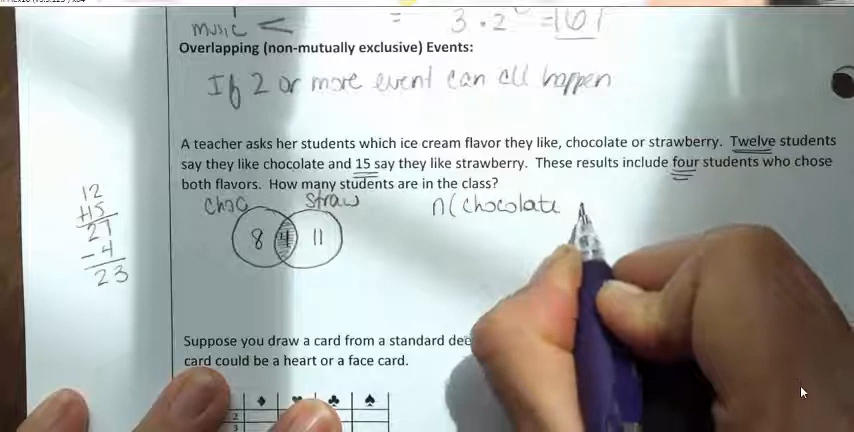 music <
=
3 · 2 = 161
Overlapping (non-mutually exclusive) Events:
If 2 or more event can all happen
A teacher asks her students which ice cream flavor they like, chocolate or strawberry. Twelve students
say they like chocolate and 15 say they like strawberry. These results include four students who chose
both flavors. How many students are in the class?
12
+15
27
-4
23
Choc Straw
8 4 11
n(chocolate
Suppose you draw a card from a standard
card could be a heart or a face card.
♦ ♥ ♣ ♠
2
3